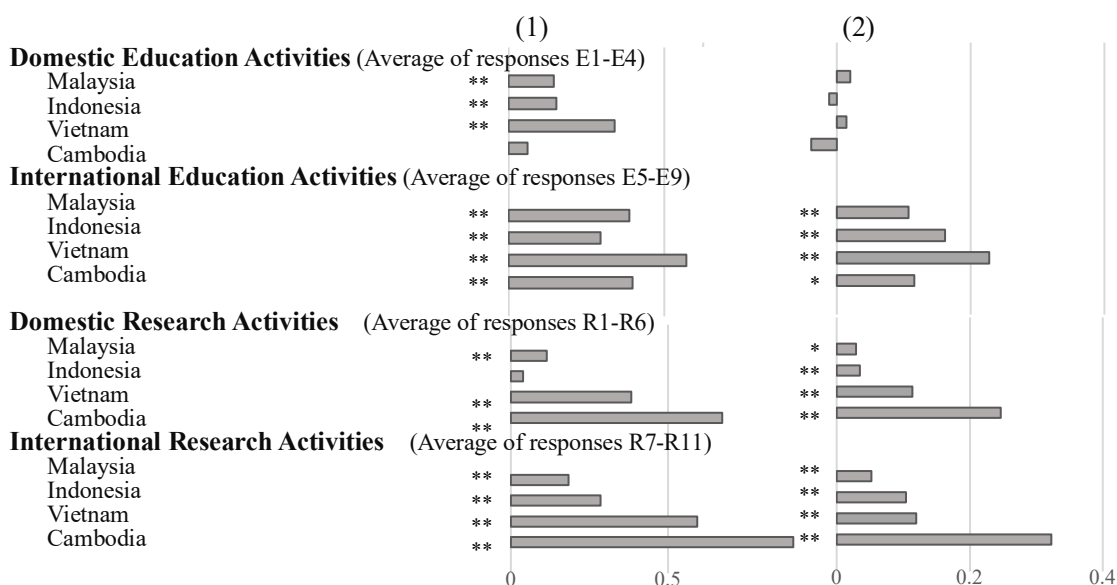 (1) (2)
Domestic Education Activities (Average of responses E1-E4)
Malaysia **
Indonesia **
Vietnam **
Cambodia
International Education Activities (Average of responses E5-E9)
Malaysia ** **
Indonesia ** **
Vietnam ** **
Cambodia ** *
Domestic Research Activities (Average of responses R1-R6)
Malaysia ** *
Indonesia **
Vietnam ** **
Cambodia ** **
International Research Activities (Average of responses R7-R11)
Malaysia ** **
Indonesia ** **
Vietnam ** **
Cambodia ** **
0 0.5 0 0.2 0.4